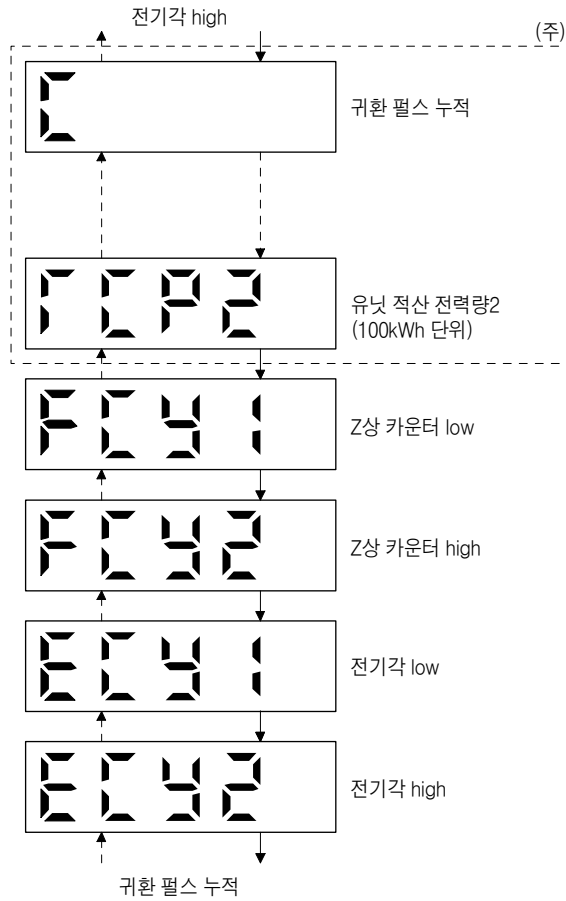 전기각 high
(주)
C
귀환 펄스 누적
TCP2
유닛 적산 전력량2
(100kWh 단위)
FCY1
Z상 카운터 low
FCY2
Z상 카운터 high
ECY1
전기각 low
ECY2
전기각 high
귀환 펄스 누적